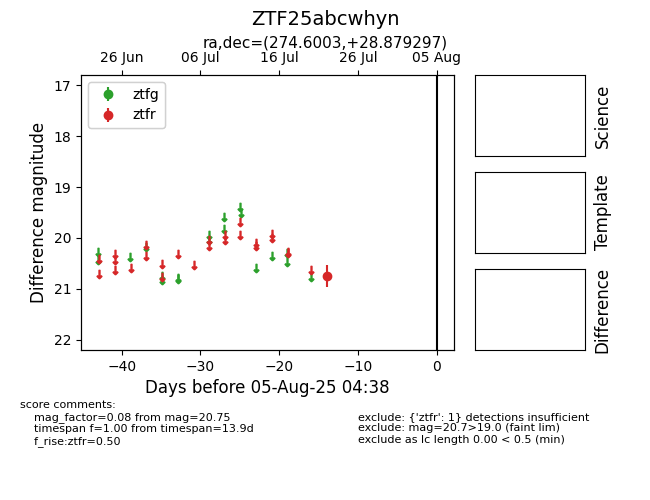 ZTF25abcwhyn
ra,dec=(274.6003,+28.879297)
26 Jun 06 Jul 16 Jul 26 Jul 05 Aug
ztfg
ztfr
17
18
19
20
21
22
Difference magnitude
−40 −30 −20 −10 0
Days before 05-Aug-25 04:38
Science
Template
Difference
score comments:
mag_factor=0.08 from mag=20.75
timespan f=1.00 from timespan=13.9d
f_rise:ztfr=0.50
exclude: {'ztfr': 1} detections insufficient
exclude: mag=20.7>19.0 (faint lim)
exclude as lc length 0.00 < 0.5 (min)